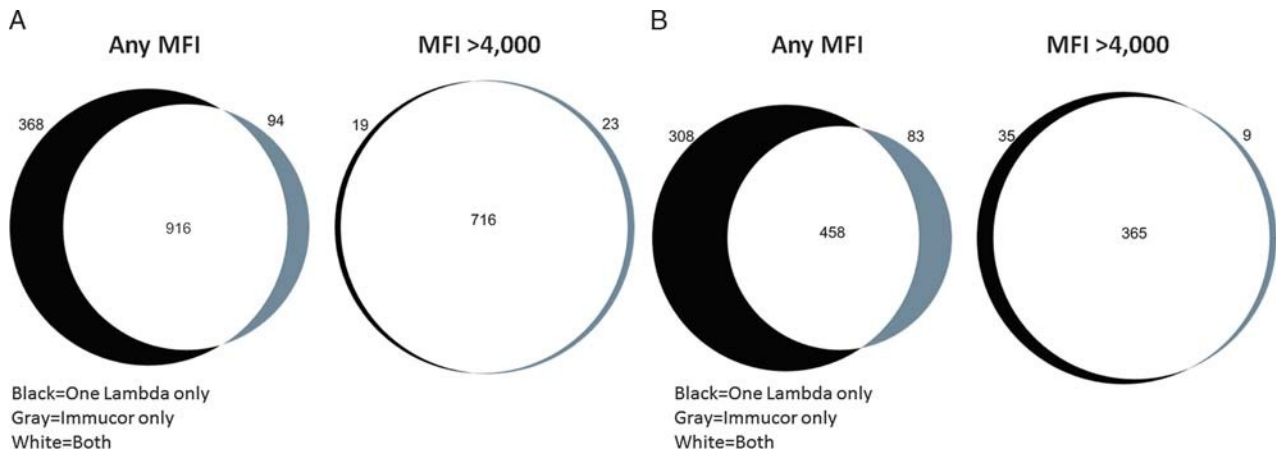 A
Any MFI
MFI >4,000
368
94
916
19
23
716
Black=One Lambda only
Gray=Immucor only
White=Both
B
Any MFI
MFI >4,000
308
83
458
35
9
365
Black=One Lambda only
Gray=Immucor only
White=Both